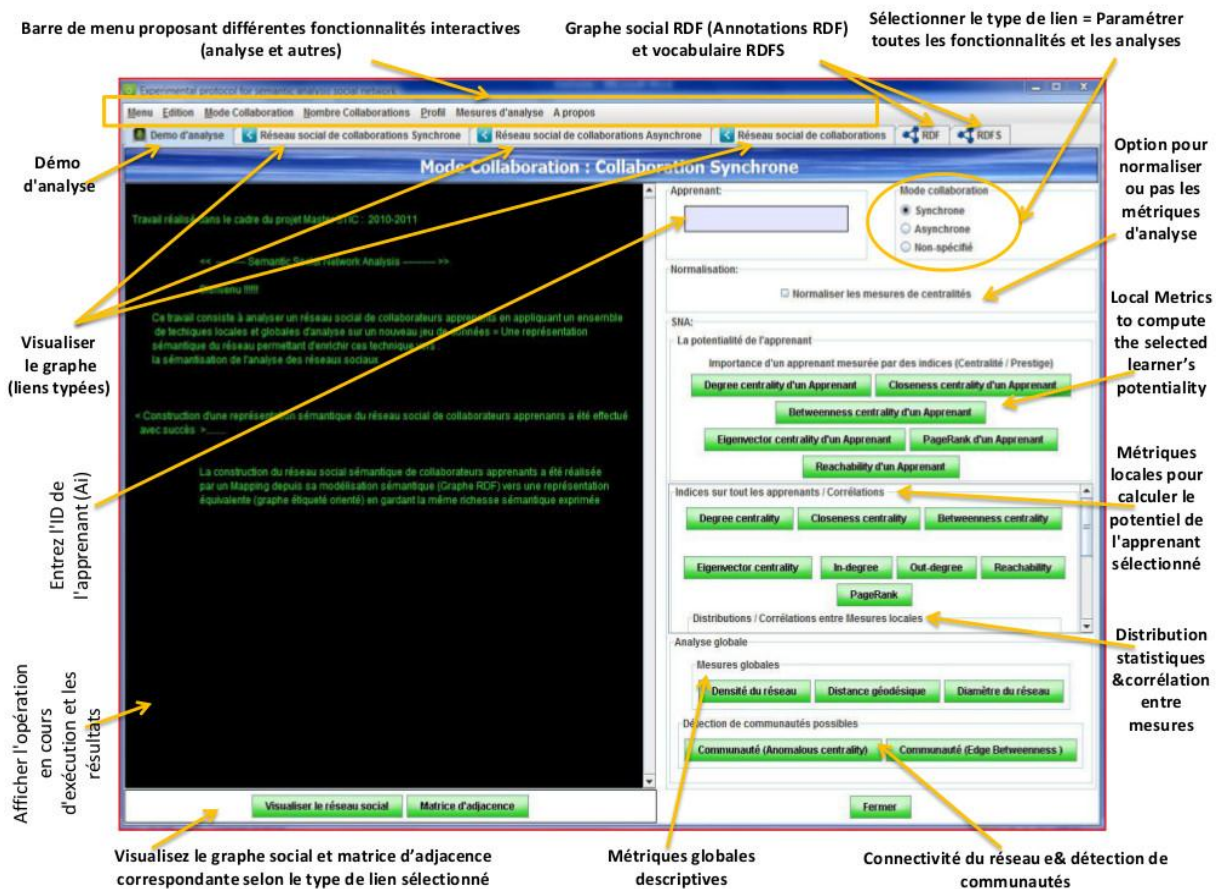 Barre de menu proposant différentes fonctionnalités interactives
(analyse et autres)
Graphe social RDF (Annotations RDF)
et vocabulaire RDFS
Sélectionner le type de lien = Paramétrer
toutes les fonctionnalités et les analyses
Experimental protocol for semantic analysis social network
Menu Edition Mode Collaboration Nombre Collaborations Profil Mesures d'analyse A propos
Demo d'analyse Réseau social de collaborations Synchrone Réseau social de collaborations Asynchrone Réseau social de collaborations RDF RDFS
Mode Collaboration : Collaboration Synchrone
Démo
d'analyse
Visualiser
le graphe
(liens typées)
Entrez l'ID de
l'apprenant (Ai)
Afficher l'opération
en cours
d'exécution et les
résultats
Travail réalisé dans le cadre du projet Master STIC : 2010-2011
<< ---------- Semantic Social Network Analysis ---------- >>
Bienvenu !!!!!
Ce travail consiste à analyser un réseau social de collaborateurs apprenants en appliquant un ensemble
de techiques locales et globales d'analyse sur un nouveau jeu de données = Une représentation
sémantique du réseau permettant d'enrichir ces technique vers :
la sémantisation de l'analyse des réseaux sociaux
< Construction d'une représentation sémantique du réseau social de collaborateurs apprenanrs a été effectué
avec succès >......
La construction du réseau social sémantique de collaborateurs apprenants a été réalisée
par un Mapping depuis sa modélisation sémantique (Graphe RDF) vers une représentation
équivalente (graphe étiqueté orienté) en gardant la même richesse sémantique exprimée
Visualiser le réseau social Matrice d'adjacence
Apprenant:
Mode collaboration
Synchrone
Asynchrone
Non-spécifié
Normalisation:
Normaliser les mesures de centralités
SNA:
La potentialité de l'apprenant
Importance d'un apprenant mesurée par des indices (Centralité / Prestige)
Degree centrality d'un Apprenant Closeness centrality d'un Apprenant
Betweenness centrality d'un Apprenant
Eigenvector centrality d'un Apprenant PageRank d'un Apprenant
Reachability d'un Apprenant
Indices sur tout les apprenants / Corrélations
Degree centrality Closeness centrality Betweenness centrality
Eigenvector centrality In-degree Out-degree Reachability
PageRank
Distributions / Corrélations entre Mesures locales
Analyse globale
Mesures globales
Densité du réseau Distance géodésique Diamètre du réseau
Détection de communautés possibles
Communauté (Anomalous centrality) Communauté (Edge Betweenness )
Fermer
Option pour
normaliser
ou pas les
métriques
d'analyse
Local Metrics
to compute
the selected
learner's
potentiality
Métriques
locales pour
calculer le
potentiel de
l'apprenant
sélectionné
Distribution
statistiques
&corrélation
entre
mesures
Visualisez le graphe social et matrice d'adjacence
correspondante selon le type de lien sélectionné
Métriques globales
descriptives
Connectivité du réseau e& détection de
communautés